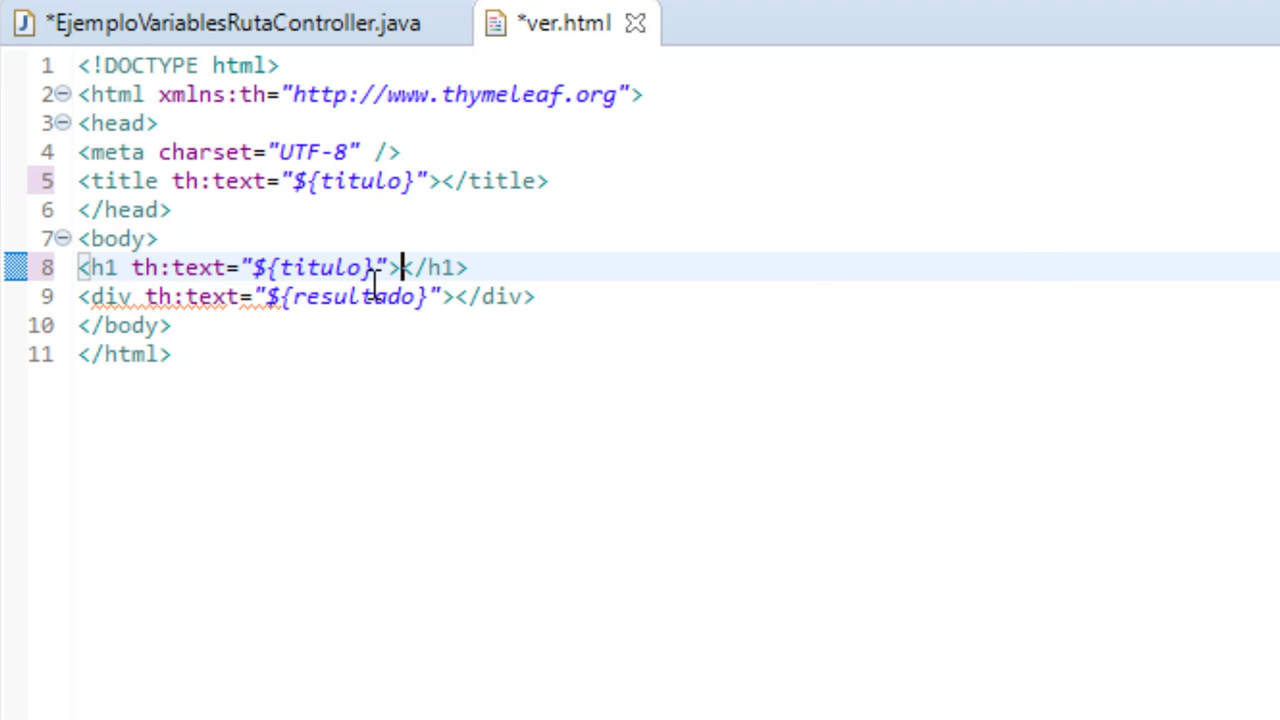 *EjemploVariablesRutaController.java *ver.html
1 <!DOCTYPE html>
2 <html xmlns:th="http://www.thymeleaf.org">
3 <head>
4 <meta charset="UTF-8" />
5 <title th:text="${titulo}"></title>
6 </head>
7 <body>
8 <h1 th:text="${titulo}"></h1>
9 <div th:text="${resultado}"></div>
10 </body>
11 </html>